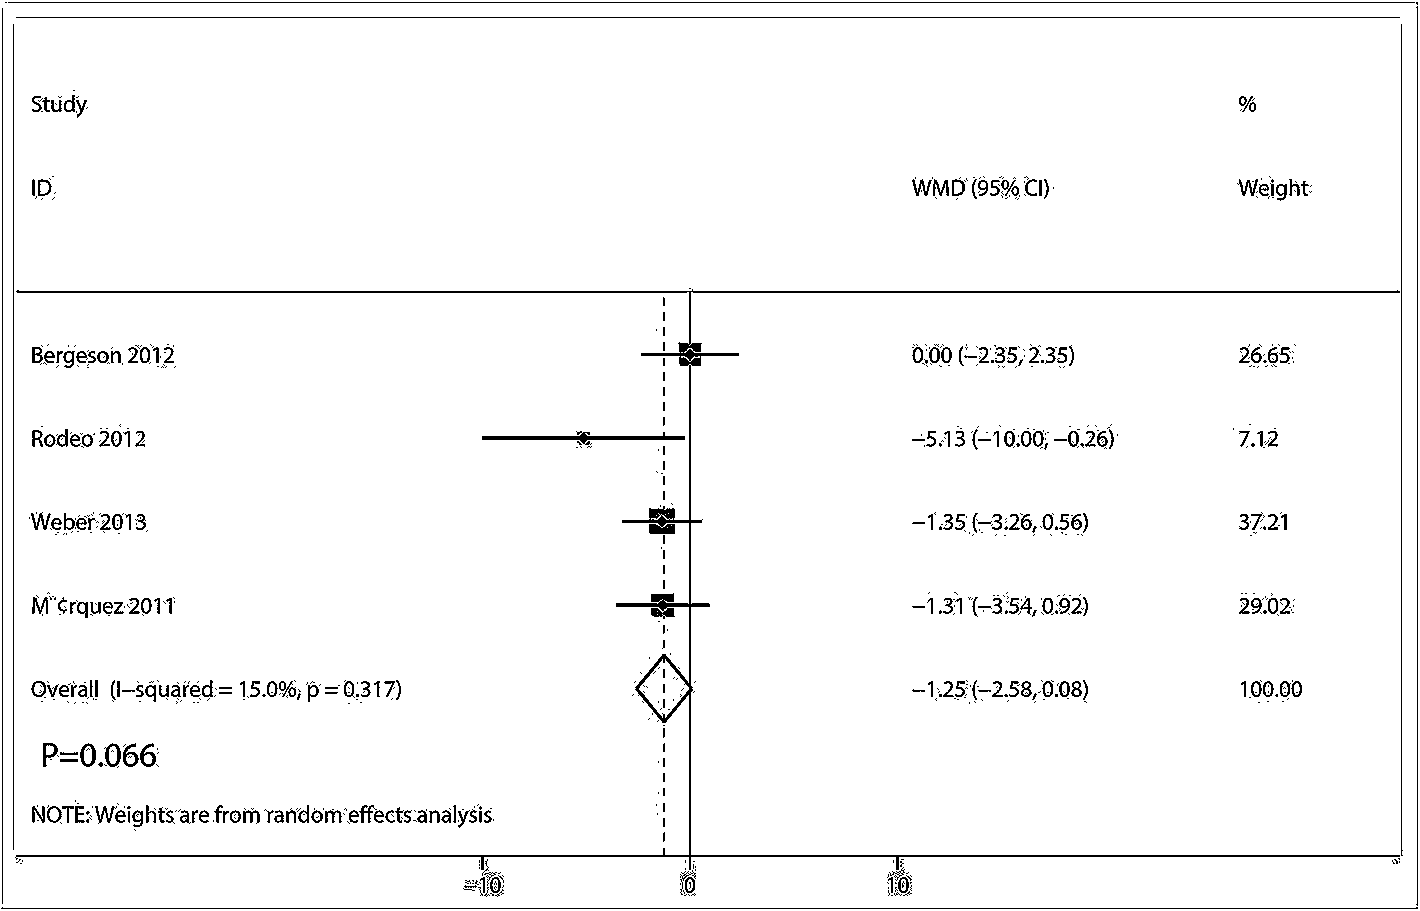 Study %
ID WMD (95% CI) Weight
Bergeson 2012 0.00 (−2.35, 2.35) 26.65
Rodeo 2012 −5.13 (−10.00, −0.26) 7.12
Weber 2013 −1.35 (−3.26, 0.56) 37.21
M¨¢rquez 2011 −1.31 (−3.54, 0.92) 29.02
Overall (I−squared = 15.0%, p = 0.317) −1.25 (−2.58, 0.08) 100.00
P=0.066
NOTE: Weights are from random effects analysis
−10 0 10